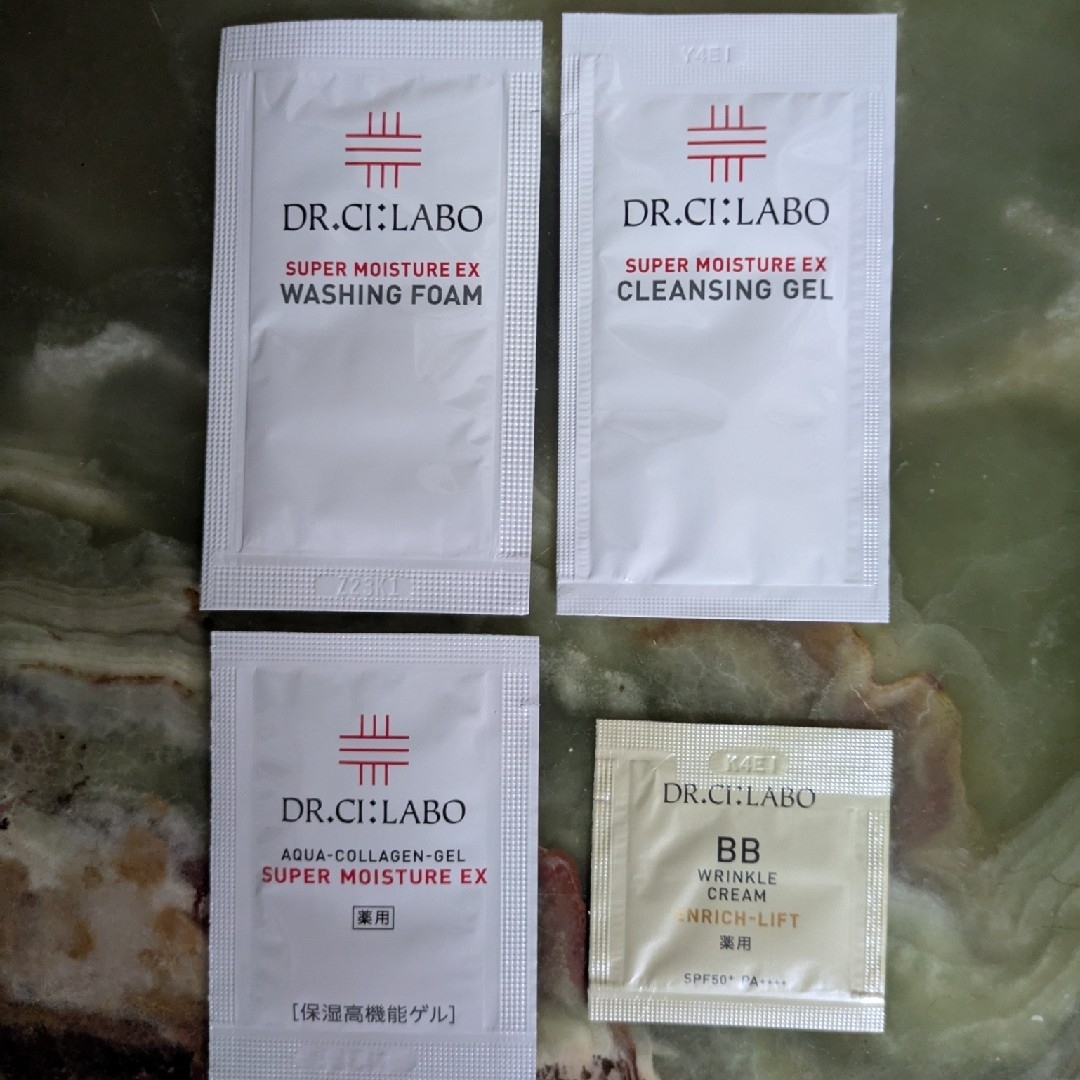 DR.CI:LABO
SUPER MOISTURE EX
WASHING FOAM
Y4E1
DR.CI:LABO
SUPER MOISTURE EX
CLEANSING GEL
DR.CI:LABO
AQUA-COLLAGEN-GEL
SUPER MOISTURE EX
薬用
[保湿高機能ゲル]
K4E1
DR.CI:LABO
BB
WRINKLE
CREAM
ENRICH-LIFT
薬用
SPF50+ PA++++